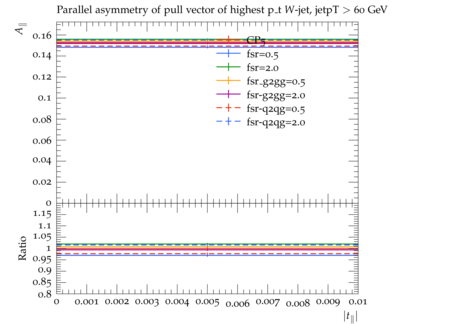 Parallel asymmetry of pull vector of highest p_t W-jet, jetpT > 60 GeV
A∥
0.16
0.14
0.12
0.1
0.08
0.06
0.04
0.02
0
CP5
fsr=0.5
fsr=2.0
fsr_g2gg=0.5
fsr-g2gg=2.0
fsr-q2qg=0.5
fsr-q2qg=2.0
Ratio
1.15
1.1
1.05
1
0.95
0.9
0.85
0.8
0 0.001 0.002 0.003 0.004 0.005 0.006 0.007 0.008 0.009 0.01
|t∥|